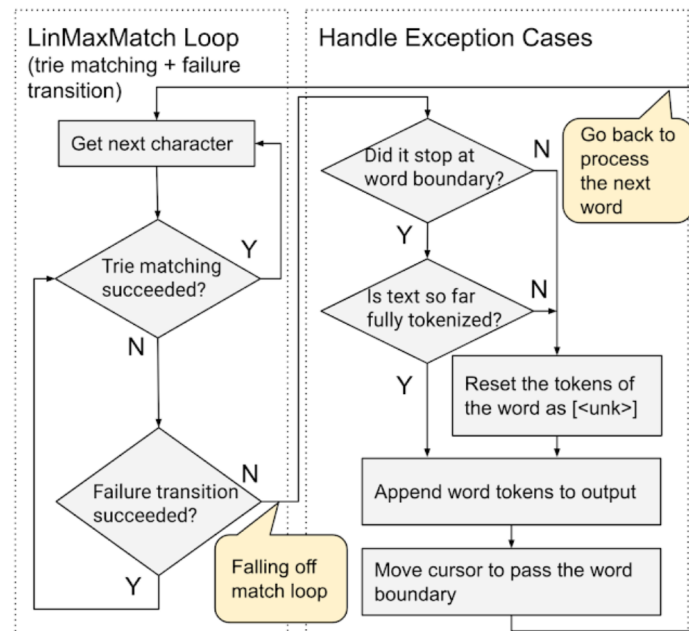 LinMaxMatch Loop
(trie matching + failure
transition)
Get next character
Y
Trie matching
succeeded?
N
N
Failure transition
succeeded?
Y
Falling off
match loop
Handle Exception Cases
Did it stop at
word boundary?
N
Go back to
process
the next
word
Y
Is text so far
fully tokenized?
N
Y
Reset the tokens of
the word as [<unk>]
Append word tokens to output
Move cursor to pass the word
boundary